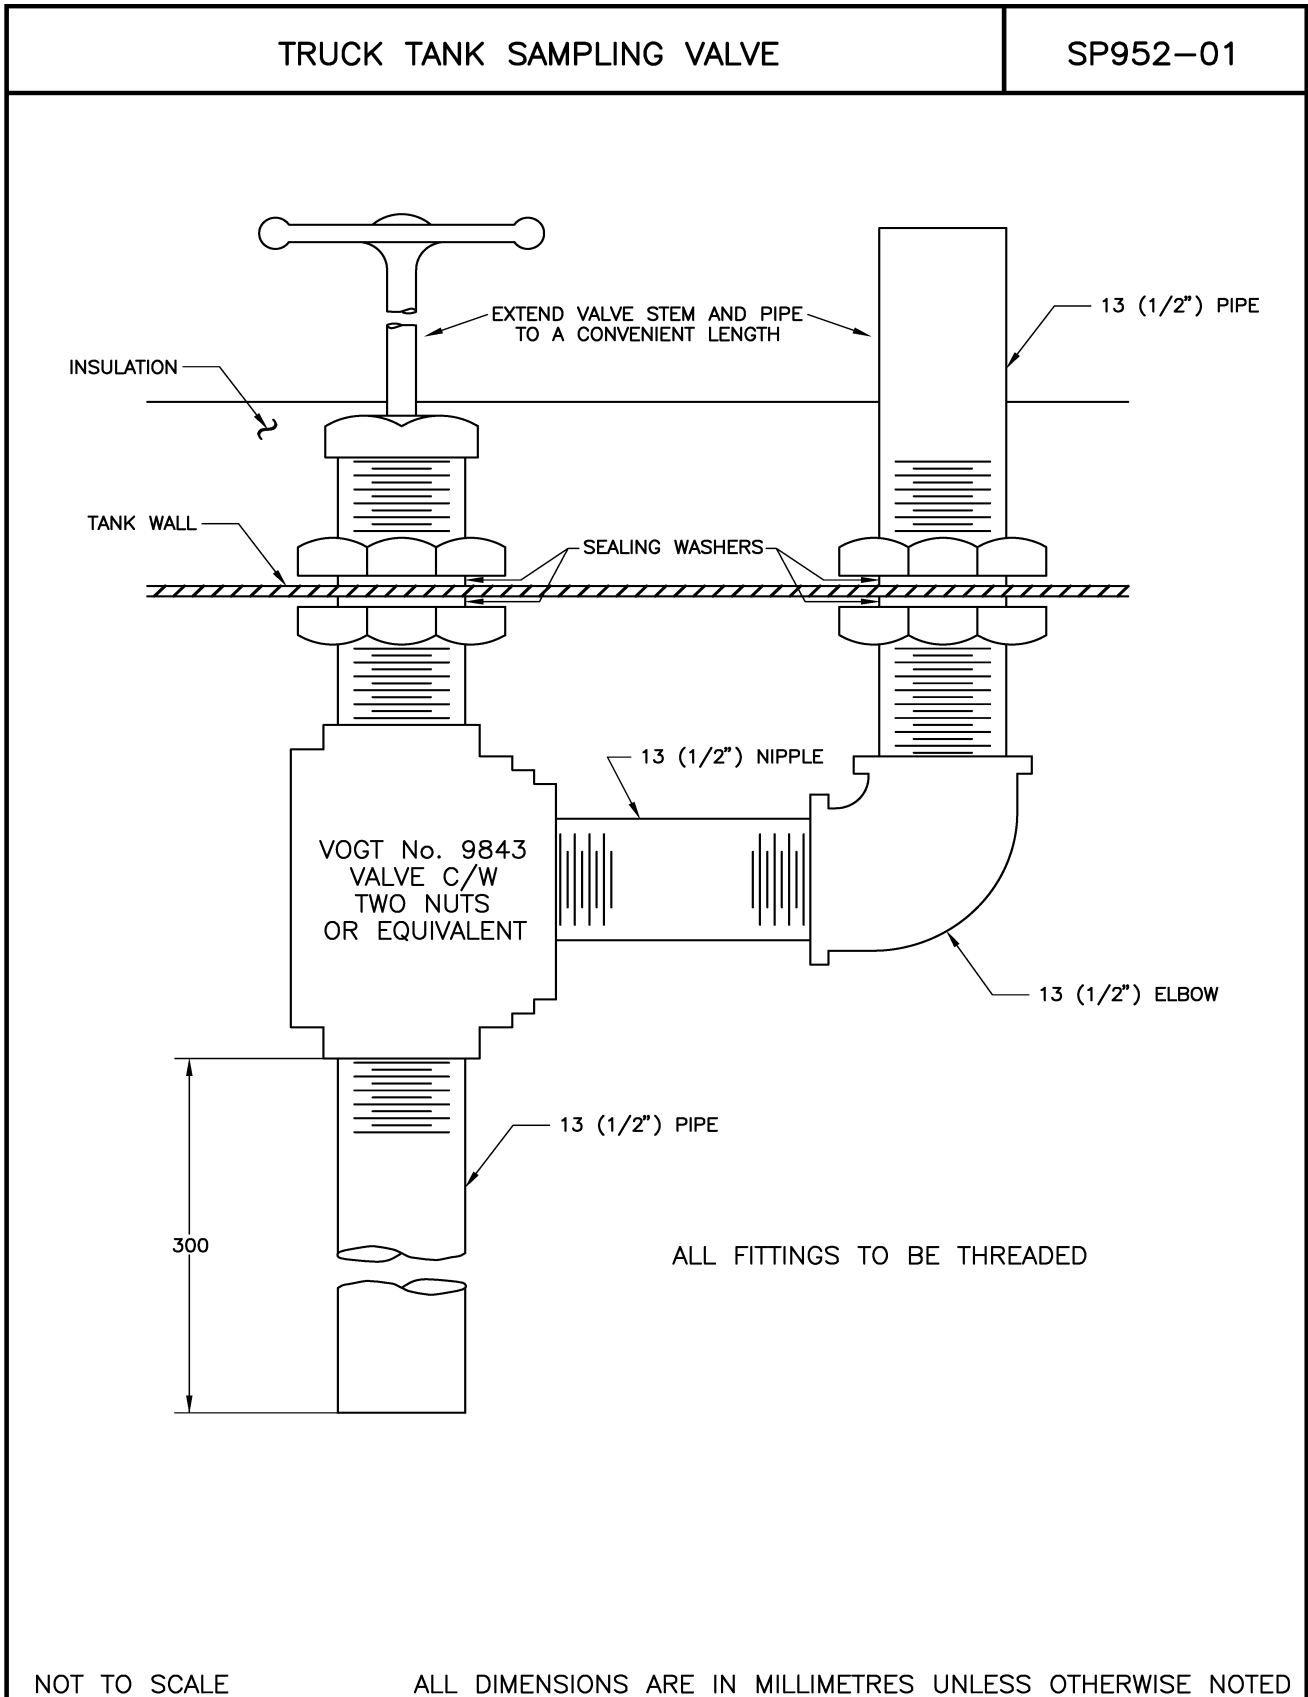 TRUCK TANK SAMPLING VALVE
SP952-01
EXTEND VALVE STEM AND PIPE
TO A CONVENIENT LENGTH
13 (1/2") PIPE
INSULATION
TANK WALL
SEALING WASHERS
13 (1/2") NIPPLE
VOGT No. 9843
VALVE C/W
TWO NUTS
OR EQUIVALENT
13 (1/2") ELBOW
13 (1/2") PIPE
300
ALL FITTINGS TO BE THREADED
NOT TO SCALE
ALL DIMENSIONS ARE IN MILLIMETRES UNLESS OTHERWISE NOTED